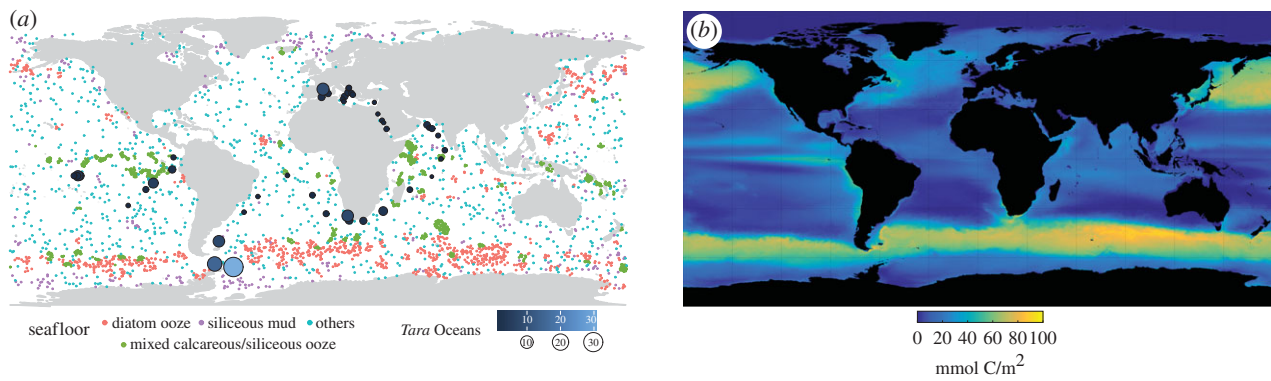 (a)
seafloor
diatom ooze
siliceous mud
others
mixed calcareous/siliceous ooze
Tara Oceans
10 20 30
10 20 30
(b)
0 20 40 60 80 100
mmol C/m²